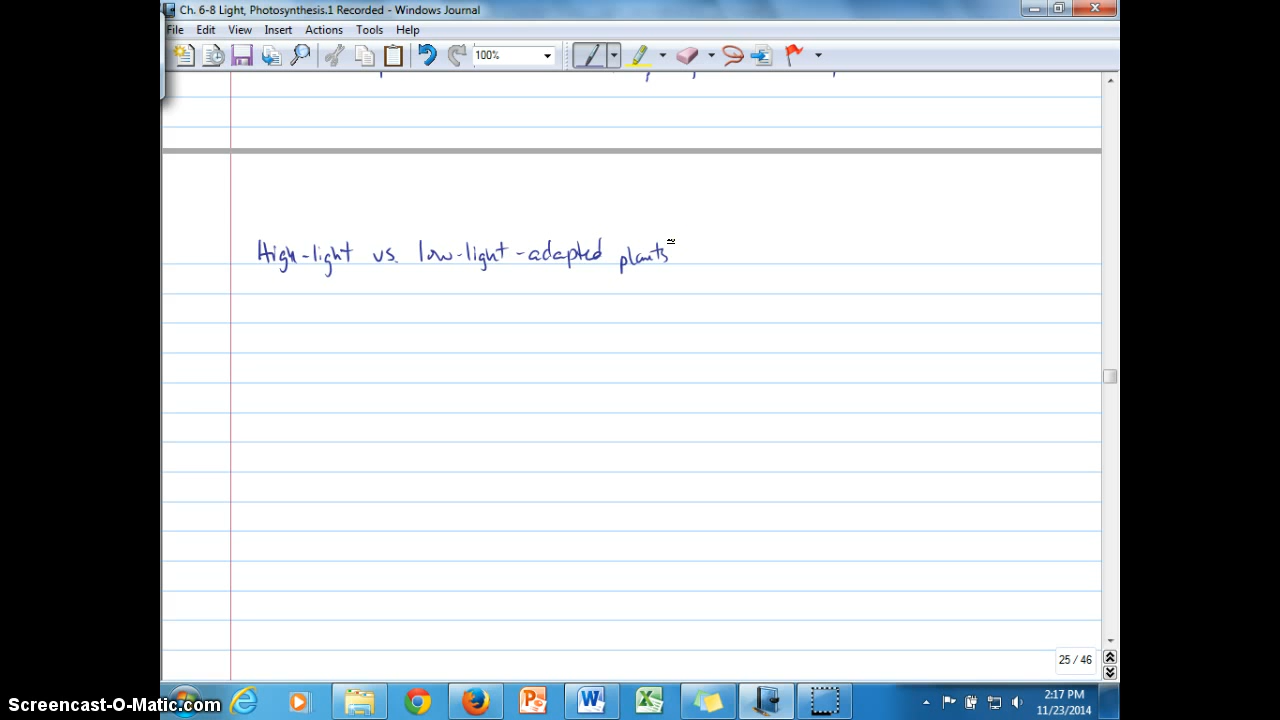 Ch. 6-8 Light, Photosynthesis.1 Recorded - Windows Journal
File Edit View Insert Actions Tools Help
100%
High-light vs. low-light-adapted plants
25 / 46
2:17 PM
11/23/2014
Screencast-O-Matic.com